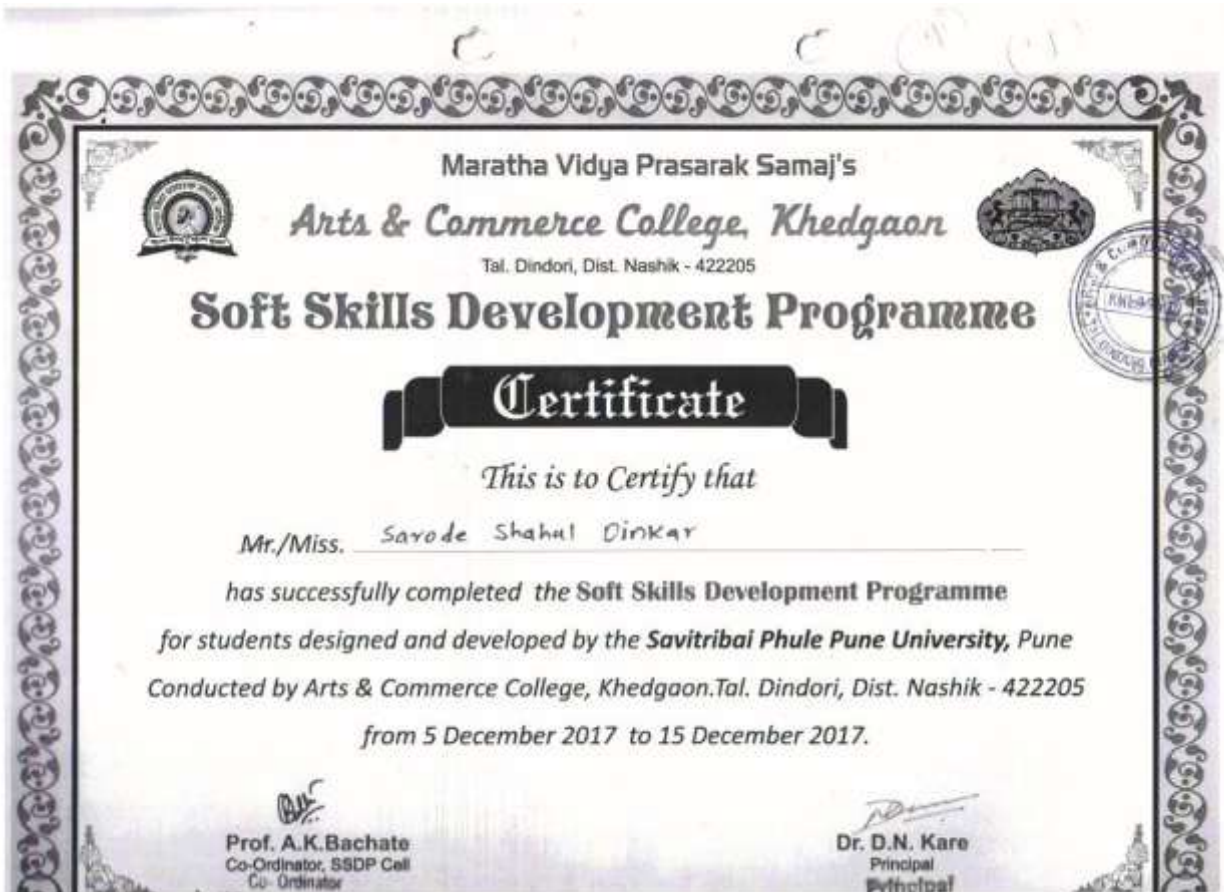 Maratha Vidya Prasarak Samaj's
Arts & Commerce College, Khedgaon
Tal. Dindori, Dist. Nashik - 422205
Soft Skills Development Programme
Certificate
This is to Certify that
Mr./Miss. Sarode Shahul Dinkar
has successfully completed the Soft Skills Development Programme
for students designed and developed by the Savitribai Phule Pune University, Pune
Conducted by Arts & Commerce College, Khedgaon.Tal. Dindori, Dist. Nashik - 422205
from 5 December 2017 to 15 December 2017.
Prof. A.K.Bachate
Co-Ordinator, SSDP Cell
Co- Ordinator
Dr. D.N. Kare
Principal
Principal